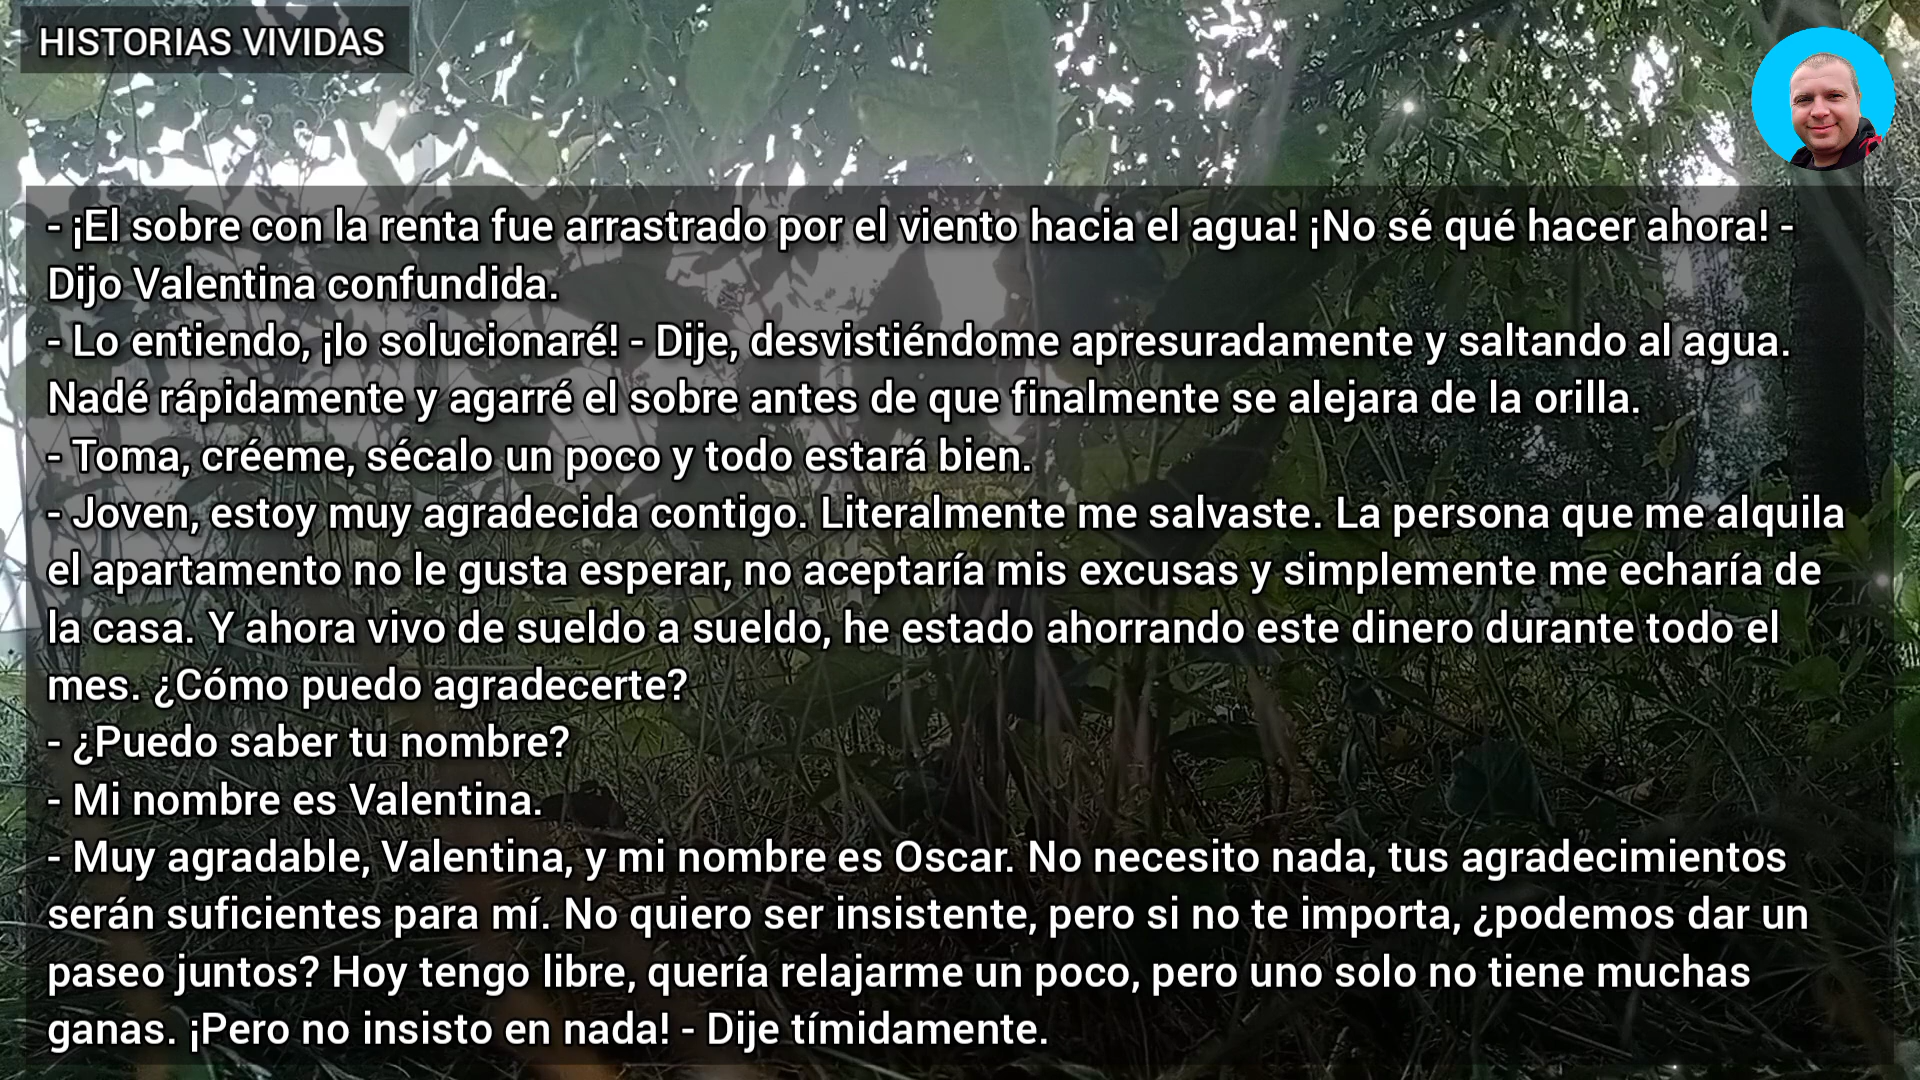 HISTORIAS VIVIDAS
- ¡El sobre con la renta fue arrastrado por el viento hacia el agua! ¡No sé qué hacer ahora! -
Dijo Valentina confundida.
- Lo entiendo, ¡lo solucionaré! - Dije, desvistiéndome apresuradamente y saltando al agua.
Nadé rápidamente y agarré el sobre antes de que finalmente se alejara de la orilla.
- Toma, créeme, sécalo un poco y todo estará bien.
- Joven, estoy muy agradecida contigo. Literalmente me salvaste. La persona que me alquila
el apartamento no le gusta esperar, no aceptaría mis excusas y simplemente me echaría de
la casa. Y ahora vivo de sueldo a sueldo, he estado ahorrando este dinero durante todo el
mes. ¿Cómo puedo agradecerte?
- ¿Puedo saber tu nombre?
- Mi nombre es Valentina.
- Muy agradable, Valentina, y mi nombre es Oscar. No necesito nada, tus agradecimientos
serán suficientes para mí. No quiero ser insistente, pero si no te importa, ¿podemos dar un
paseo juntos? Hoy tengo libre, quería relajarme un poco, pero uno solo no tiene muchas
ganas. ¡Pero no insisto en nada! - Dije tímidamente.